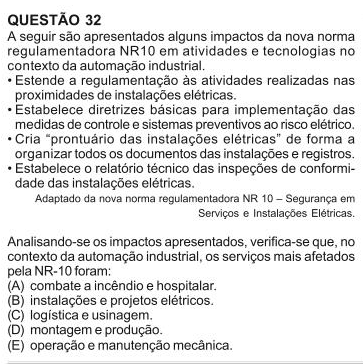 QUESTÃO 32
A seguir são apresentados alguns impactos da nova norma
regulamentadora NR10 em atividades e tecnologias no
contexto da automação industrial.
• Estende a regulamentação às atividades realizadas nas
proximidades de instalações elétricas.
• Estabelece diretrizes básicas para implementação das
medidas de controle e sistemas preventivos ao risco elétrico.
• Cria “prontuário das instalações elétricas” de forma a
organizar todos os documentos das instalações e registros.
• Estabelece o relatório técnico das inspeções de conformi-
dade das instalações elétricas.
Adaptado da nova norma regulamentadora NR 10 – Segurança em
Serviços e Instalações Elétricas.
Analisando-se os impactos apresentados, verifica-se que, no
contexto da automação industrial, os serviços mais afetados
pela NR-10 foram:
(A) combate a incêndio e hospitalar.
(B) instalações e projetos elétricos.
(C) logística e usinagem.
(D) montagem e produção.
(E) operação e manutenção mecânica.